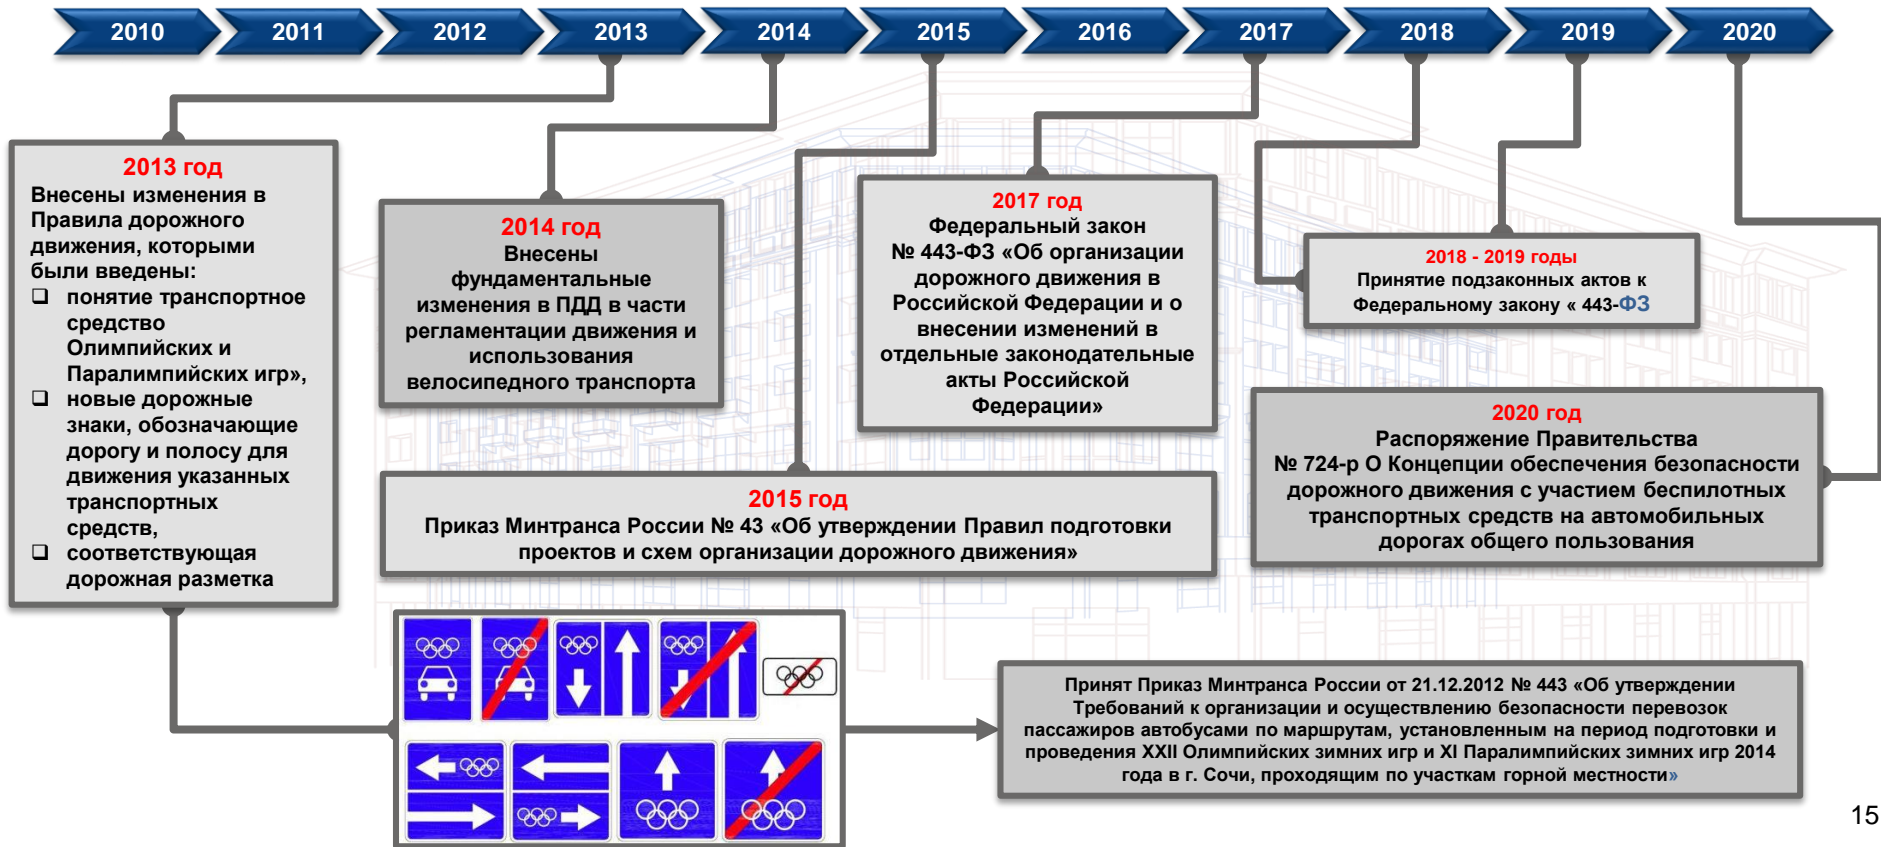 2010
2011
2012
2013
2014
2015
2016
2017
2018
2019
2020
2013 год
Внесены изменения в
Правила дорожного
движения, которыми
были введены:
❑ понятие транспортное
средство
Олимпийских и
Паралимпийских игр»,
❑ новые дорожные
знаки, обозначающие
дорогу и полосу для
движения указанных
транспортных
средств,
❑ соответствующая
дорожная разметка
2014 год
Внесены
фундаментальные
изменения в ПДД в части
регламентации движения и
использования
велосипедного транспорта
2015 год
Приказ Минтранса России № 43 «Об утверждении Правил подготовки
проектов и схем организации дорожного движения»
2017 год
Федеральный закон
№ 443-ФЗ «Об организации
дорожного движения в
Российской Федерации и о
внесении изменений в
отдельные законодательные
акты Российской
Федерации»
2018 - 2019 годы
Принятие подзаконных актов к
Федеральному закону « 443-ФЗ
2020 год
Распоряжение Правительства
№ 724-р О Концепции обеспечения безопасности
дорожного движения с участием беспилотных
транспортных средств на автомобильных
дорогах общего пользования
Принят Приказ Минтранса России от 21.12.2012 № 443 «Об утверждении
Требований к организации и осуществлению безопасности перевозок
пассажиров автобусами по маршрутам, установленным на период подготовки и
проведения XXII Олимпийских зимних игр и XI Паралимпийских зимних игр 2014
года в г. Сочи, проходящим по участкам горной местности»
15